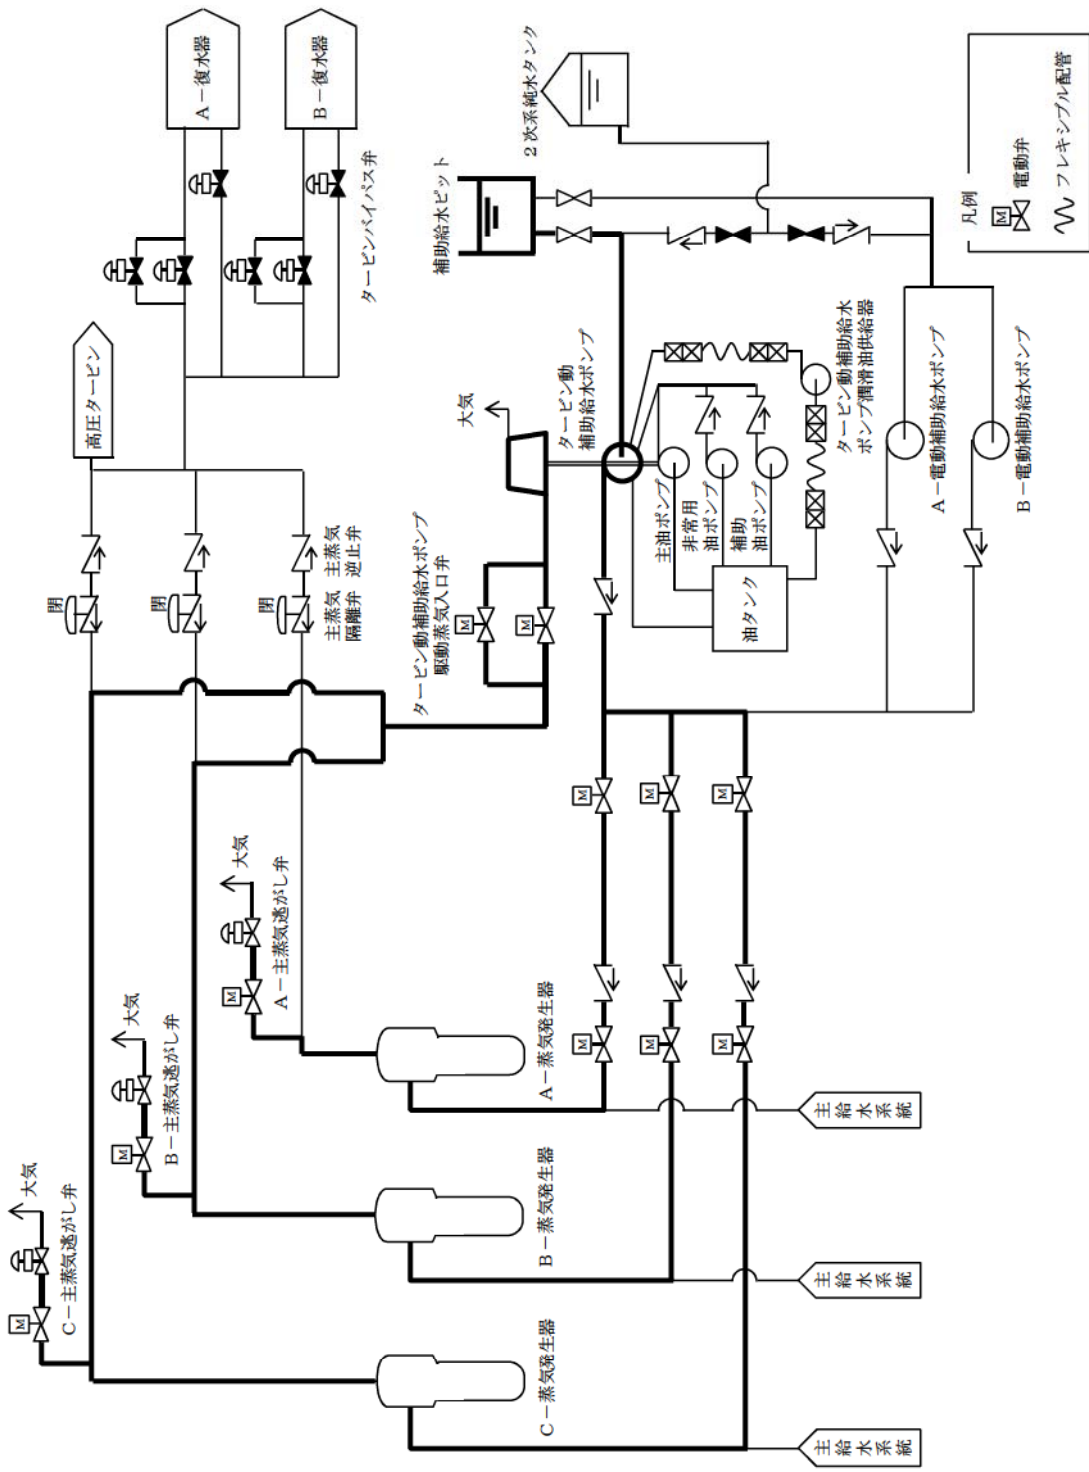 C－主蒸気逃がし弁
大気
M
B－主蒸気逃がし弁
大気
M
A－主蒸気逃がし弁
大気
M
閉
閉
閉
主蒸気
隔離弁
主蒸気
逆止弁
高圧タービン
A－復水器
B－復水器
タービンバイパス弁
C－蒸気発生器
B－蒸気発生器
A－蒸気発生器
タービン動補助給水ポンプ
駆動蒸気入口弁
M
M
大気
タービン動
補助給水ポンプ
補助給水ピット
2次系純水タンク
M
M
M
M
M
M
主油ポンプ
非常用
油ポンプ
補助
油ポンプ
油タンク
タービン動補助給水
ポンプ潤滑油供給器
A－電動補助給水ポンプ
B－電動補助給水ポンプ
主給水系統
主給水系統
主給水系統
凡例
M
電動弁
フレキシブル配管